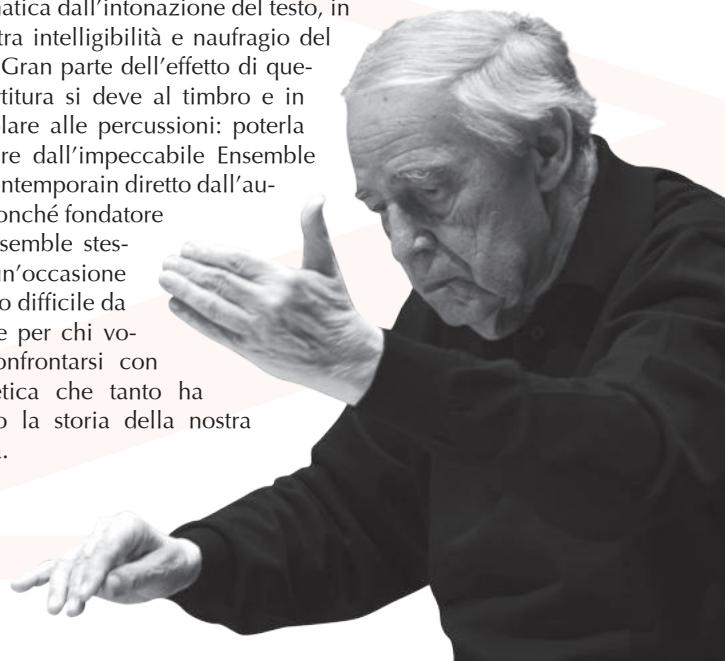 natica dall'intonazione del testo, in
tra intelligibilità e naufragio del
Gran parte dell'effetto di que-
titura si deve al timbro e in
lare alle percussioni: poterla
re dall'impeccabile Ensemble
ontemporain diretto dall'au-
onché fondatore
semble stes-
un'occasione
o difficile da
e per chi vo-
onfrontarsi con
etica che tanto ha
o la storia della nostra
a.